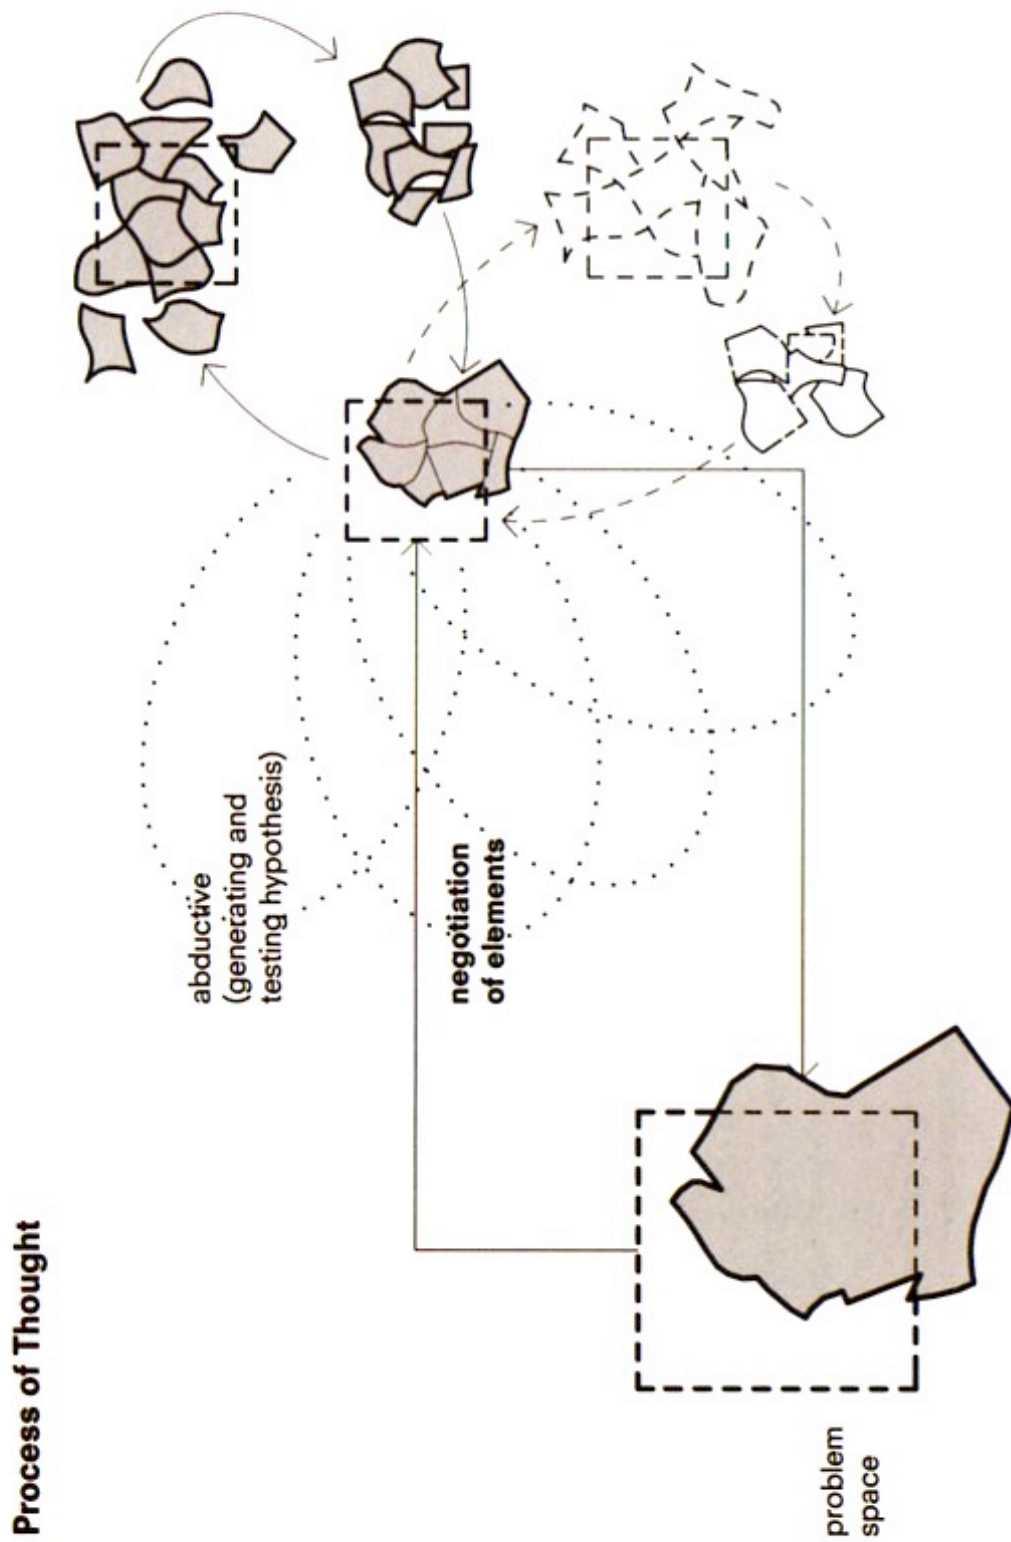 Process of Thought
abductive
(generating and
testing hypothesis)
negotiation
of elements
problem
space